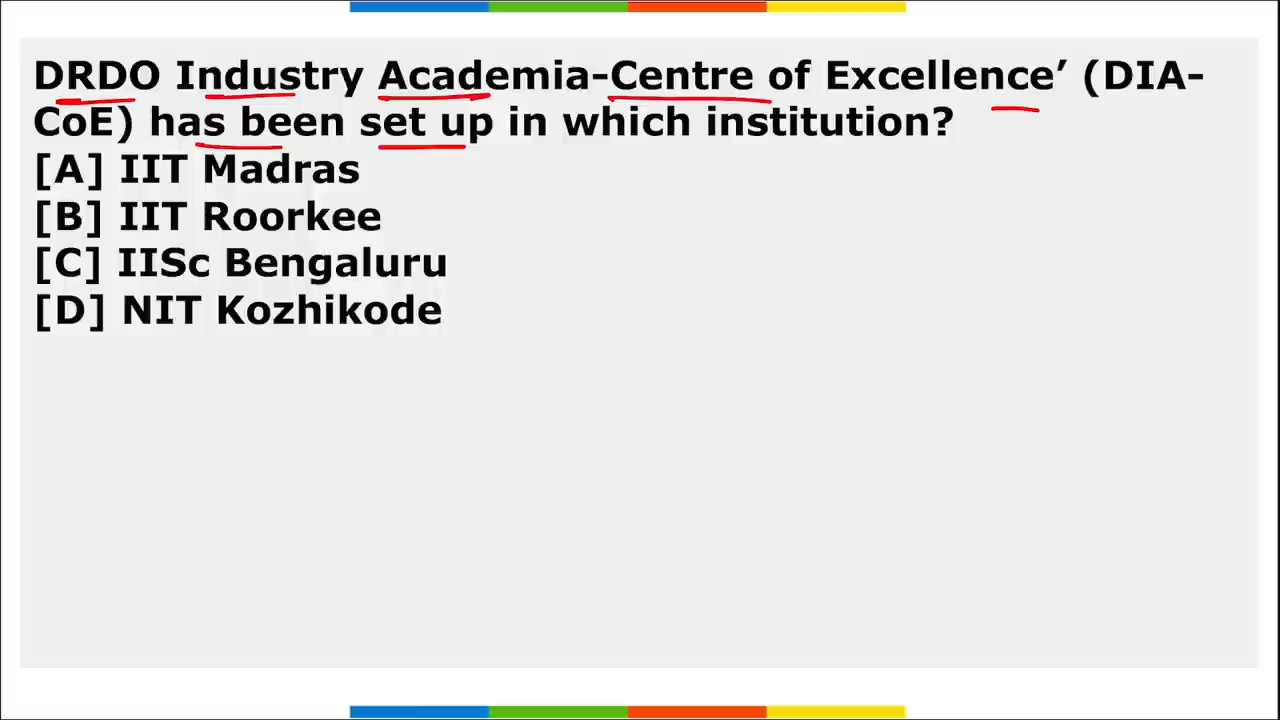 DRDO Industry Academia-Centre of Excellence’ (DIA-
CoE) has been set up in which institution?
[A] IIT Madras
[B] IIT Roorkee
[C] IISc Bengaluru
[D] NIT Kozhikode